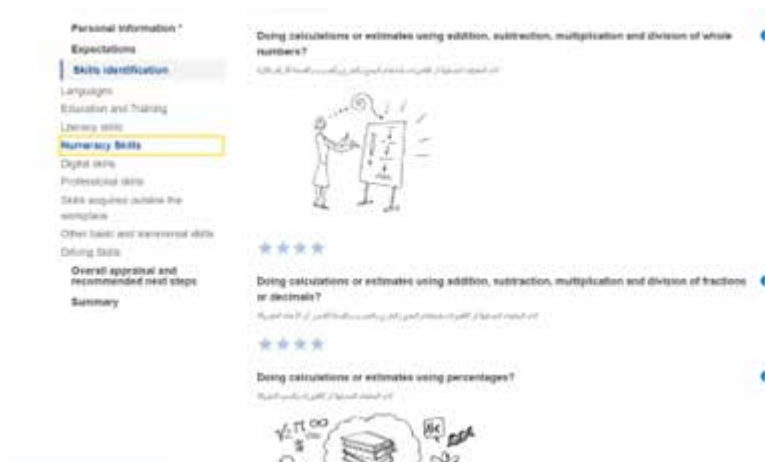 Personal Information *
Expectations
Skills identification
Languages
Education and Training
Literacy skills
Numeracy Skills
Digital skills
Professional skills
Skills acquired outside the
workplace
Other basic and transversal skills
Driving Skills
Overall appraisal and
recommended next steps
Summary
Doing calculations or estimates using addition, subtraction, multiplication and division of whole
numbers?
Doing calculations or estimates using addition, subtraction, multiplication and division of fractions
or decimals?
Doing calculations or estimates using percentages?